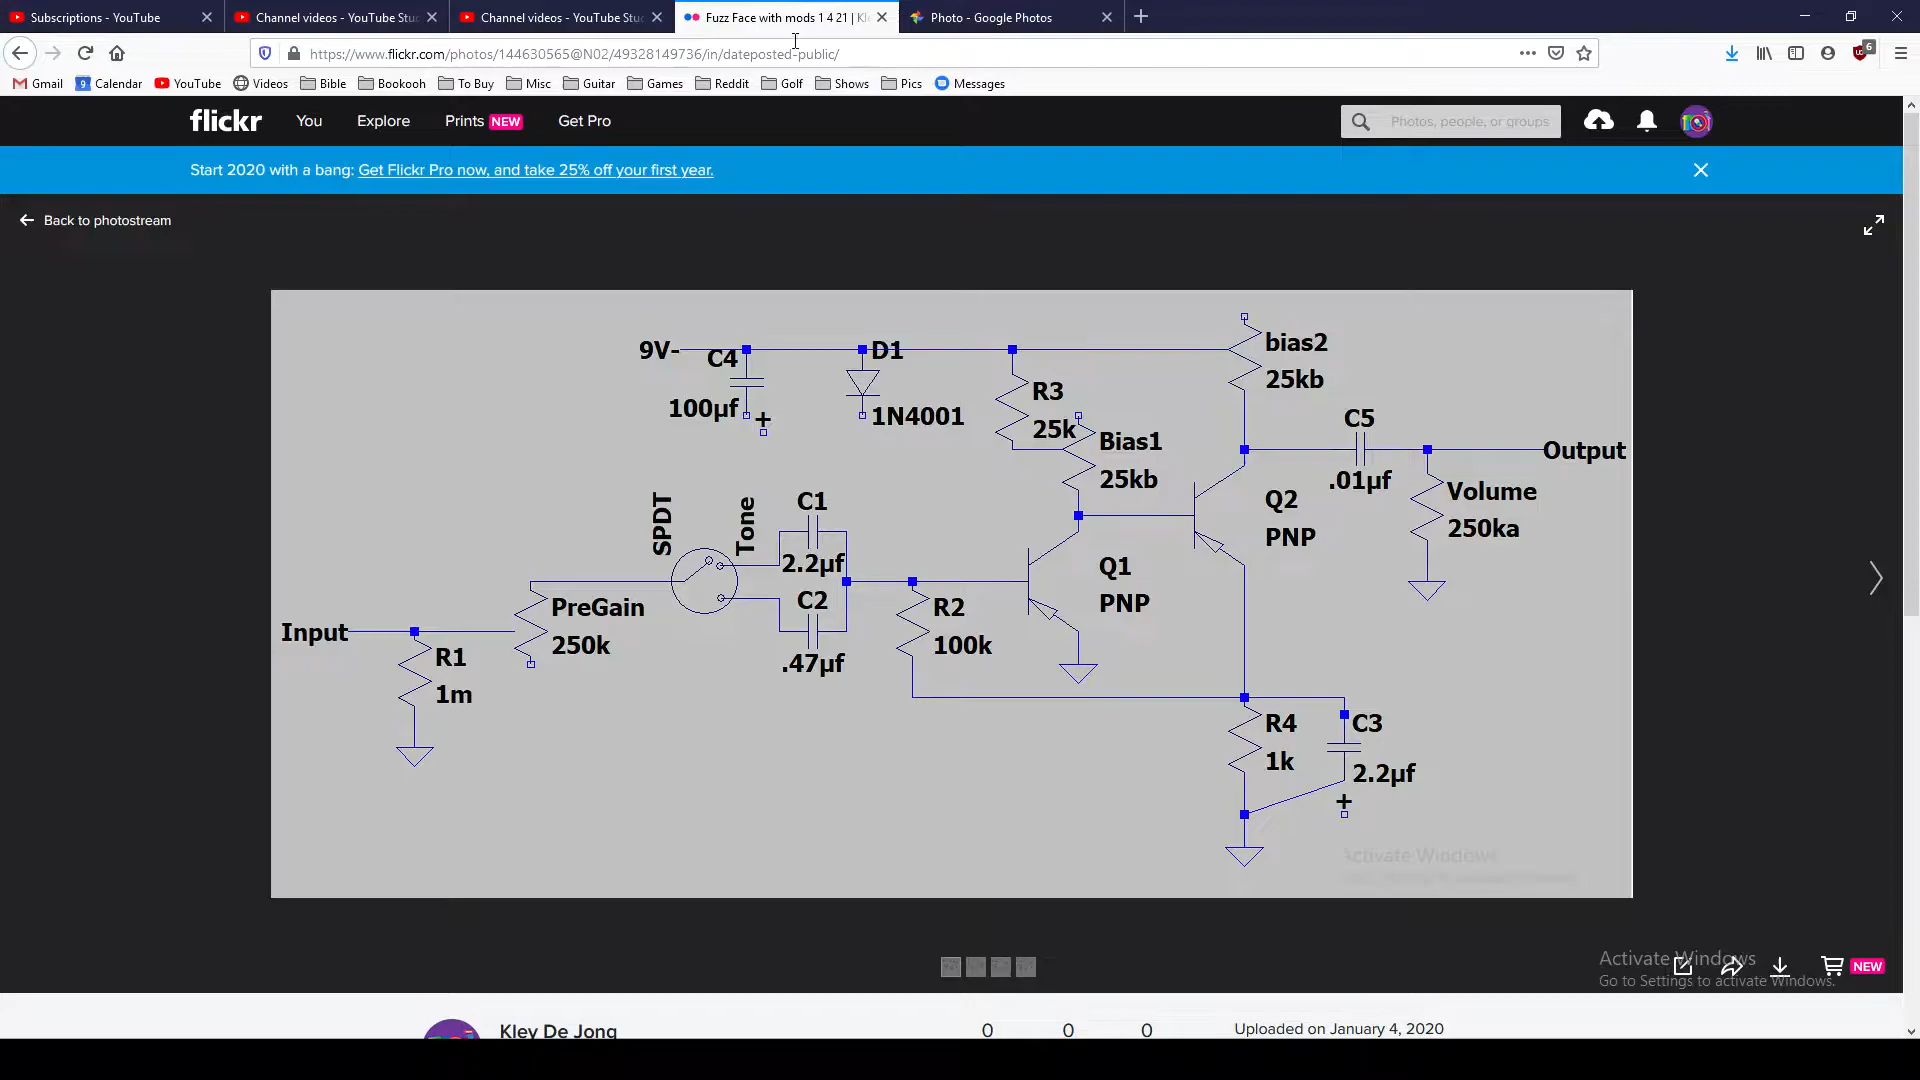 Subscriptions - YouTube
Channel videos - YouTube Stu
Channel videos - YouTube Stu
Fuzz Face with mods 1 4 21 | Kle
Photo - Google Photos
https://www.flickr.com/photos/144630565@N02/49328149736/in/dateposted-public/
6
Gmail
9
Calendar
YouTube
Videos
Bible
Bookooh
To Buy
Misc
Guitar
Games
Reddit
Golf
Shows
Pics
Messages
flickr
You
Explore
Prints NEW
Get Pro
Photos, people, or groups
Start 2020 with a bang: Get Flickr Pro now, and take 25% off your first year.
Back to photostream
9V-
C4
100µf
+
D1
1N4001
R3
25k
Bias1
25kb
bias2
25kb
C5
.01µf
Output
Volume
250ka
Q2
PNP
Q1
PNP
SPDT
Tone
C1
2.2µf
C2
.47µf
Input
R1
1m
PreGain
250k
R2
100k
R4
1k
C3
2.2µf
+
Activate Windows
Activate Windows
Go to Settings to activate Windows.
NEW
Kley De Jong
0
0
0
Uploaded on January 4, 2020